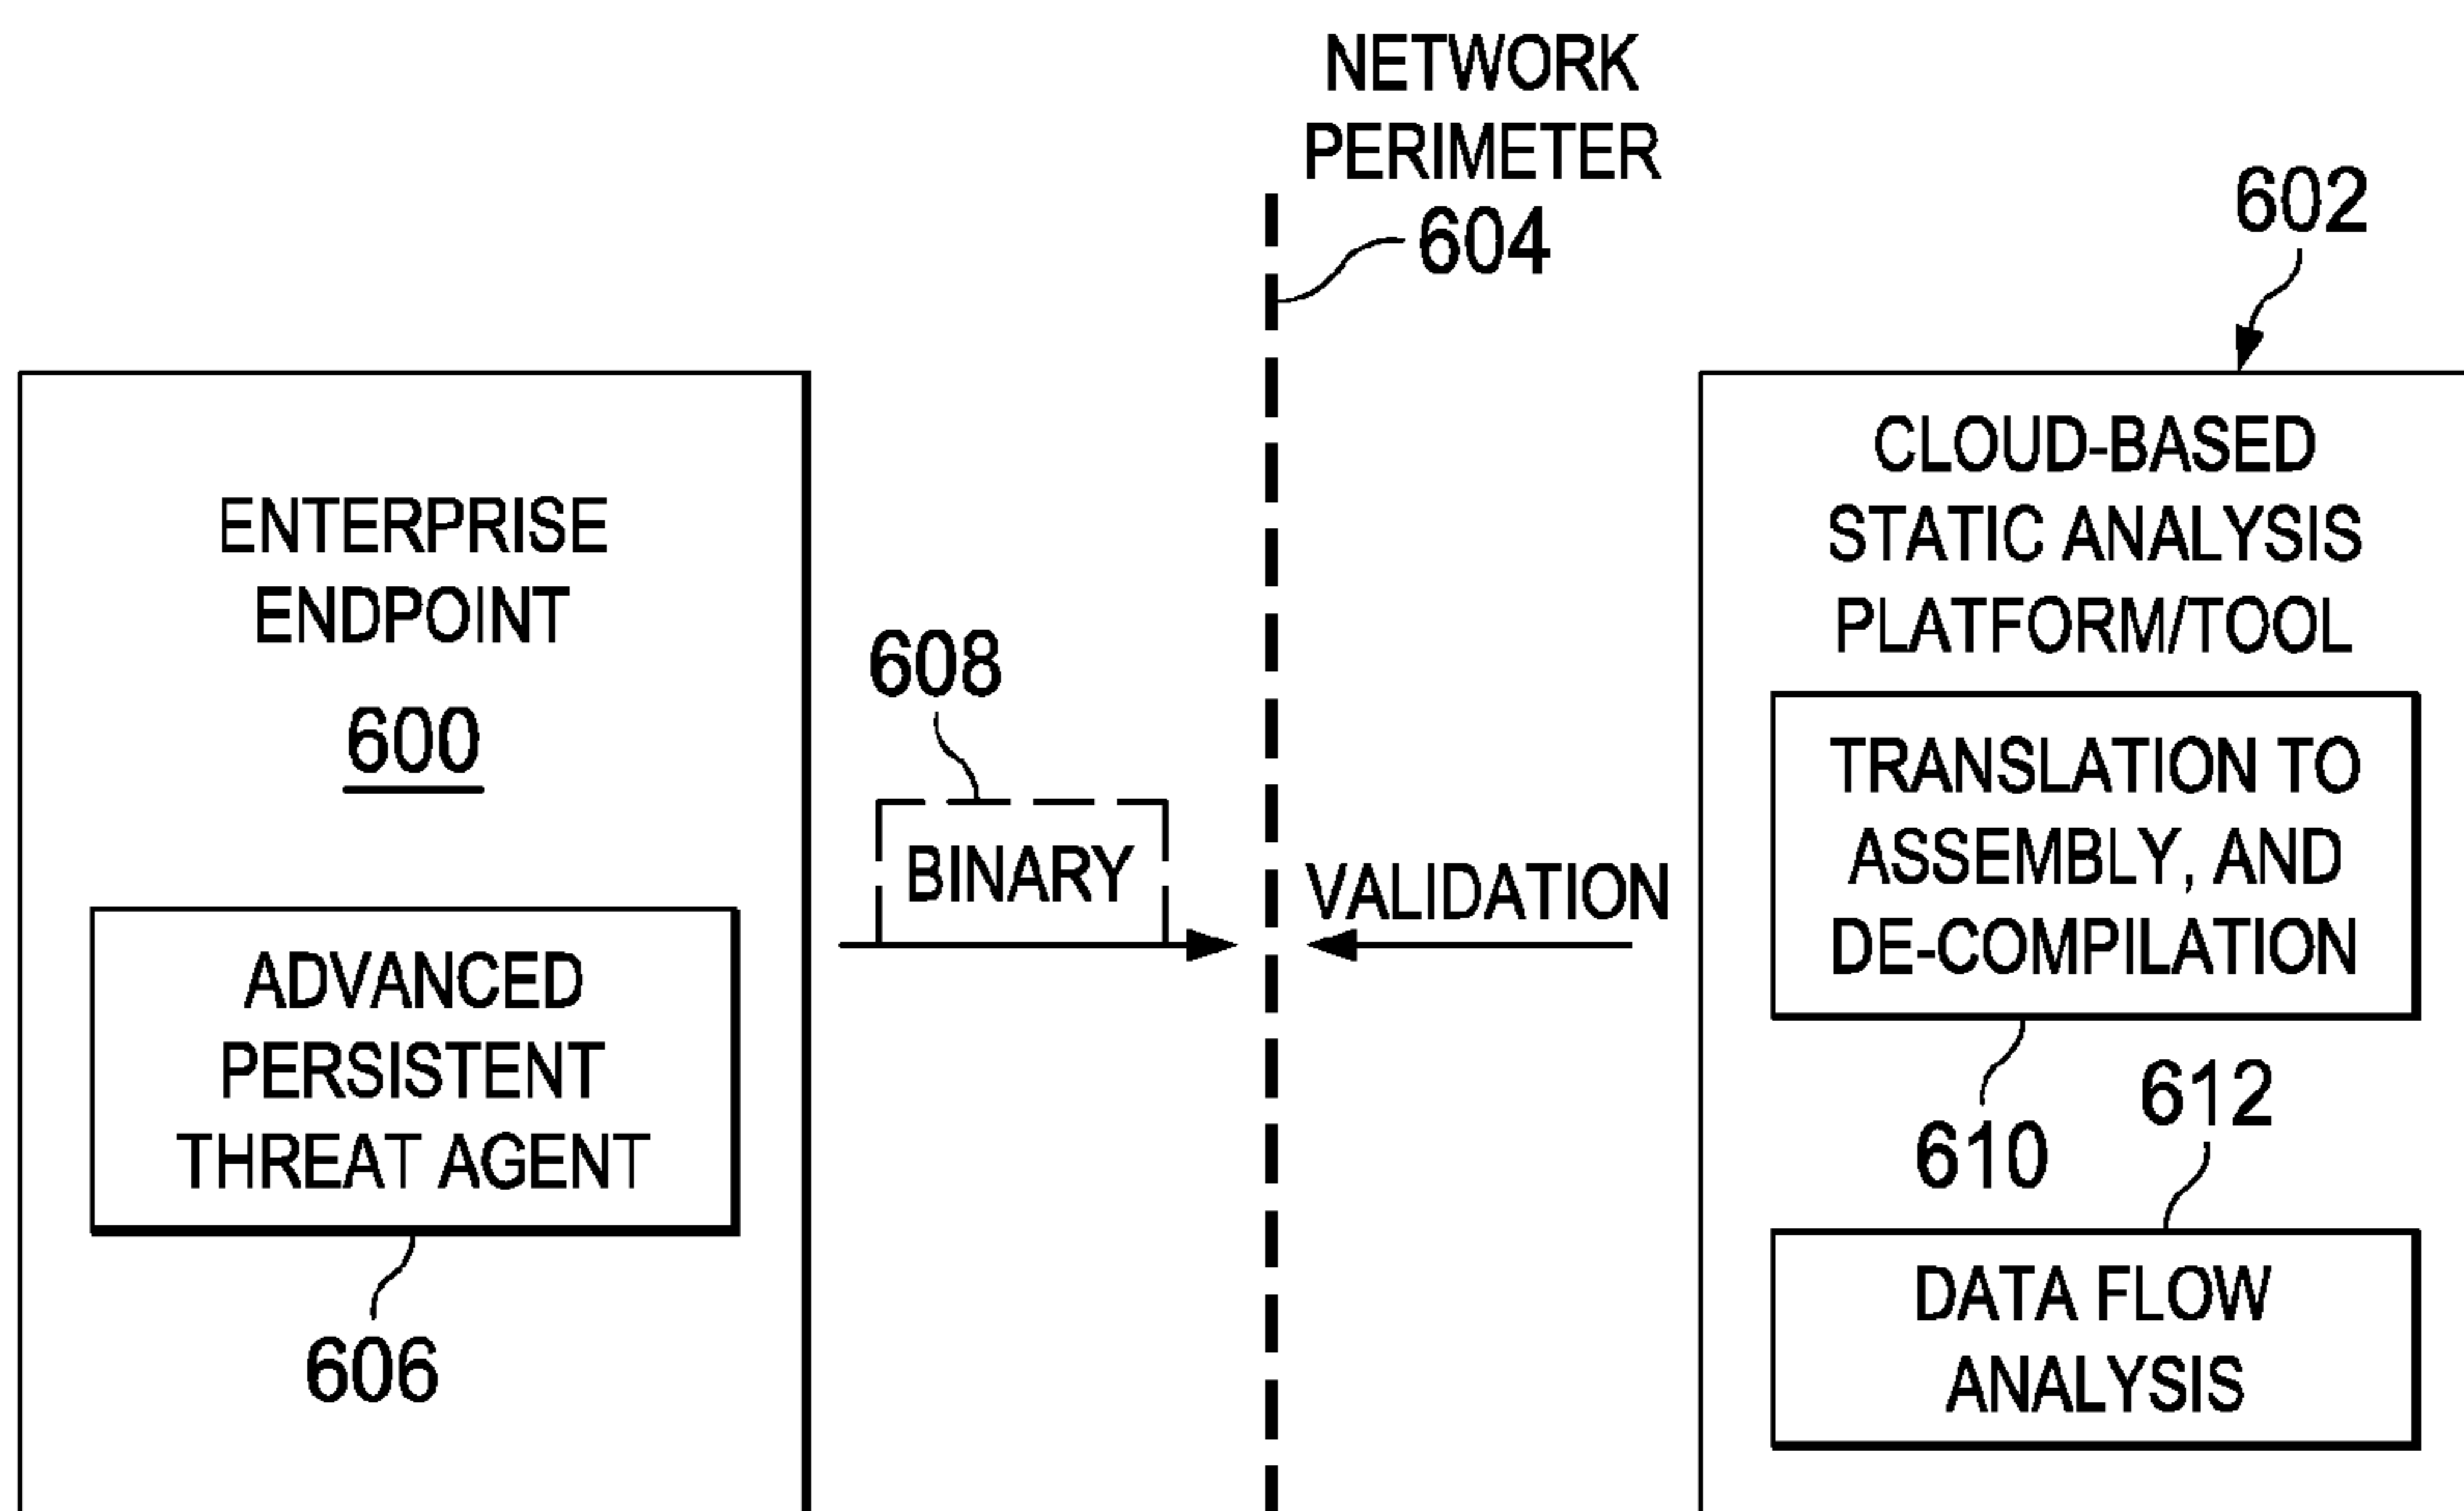 NETWORK
PERIMETER
604
602
ENTERPRISE
ENDPOINT
600
ADVANCED
PERSISTENT
THREAT AGENT
606
608
BINARY
VALIDATION
CLOUD-BASED
STATIC ANALYSIS
PLATFORM/TOOL
TRANSLATION TO
ASSEMBLY, AND
DE-COMPILATION
610
612
DATA FLOW
ANALYSIS